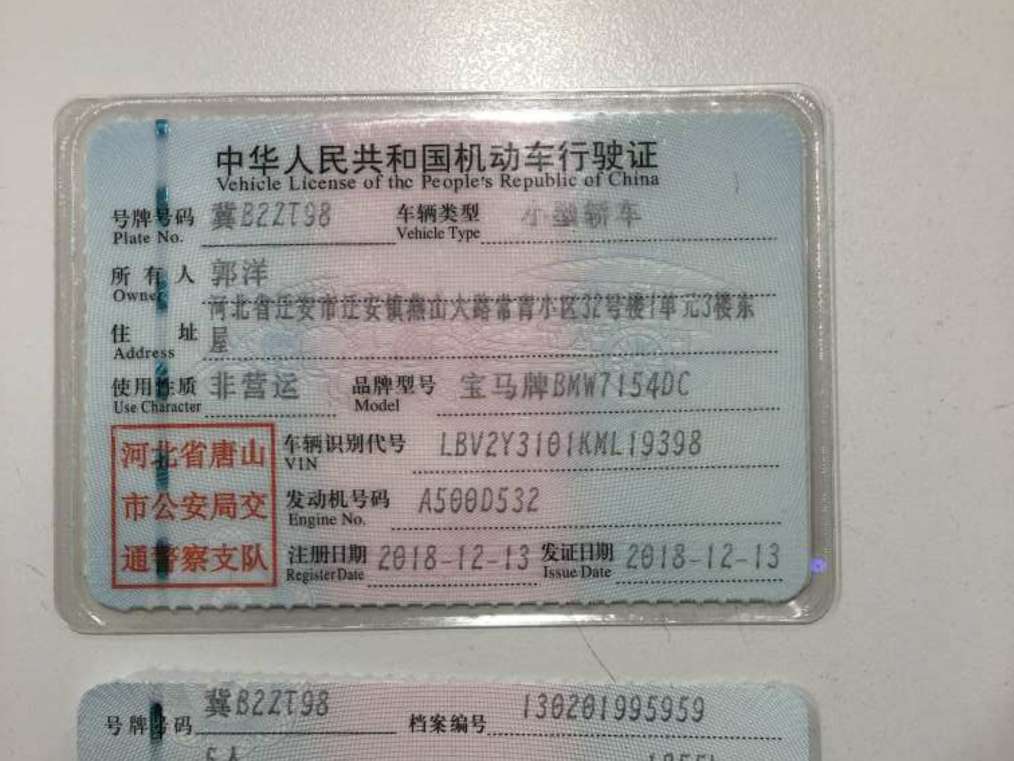 中华人民共和国机动车行驶证
Vehicle License of the People's Republic of China
号牌号码 冀B2ZT98 车辆类型 小型轿车
Plate No. Vehicle Type
所有人 郭洋
Owner
河北省迁安市迁安镇燕山大路常青小区32号楼1单元3楼东
住址 屋
Address
使用性质 非营运 品牌型号 宝马牌BMW7154DC
Use Character Model
河北省唐山 车辆识别代号 LBV2Y3101KML19398
VIN
市公安局交 发动机号码 A500D532
Engine No.
通警察支队 注册日期 2018-12-13 发证日期 2018-12-13
Register Date Issue Date
号牌号码 冀B2ZT98 档案编号 130201995959
5人